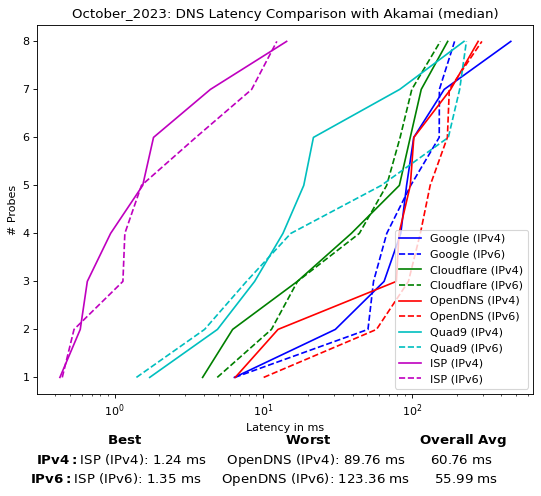 October_2023: DNS Latency Comparison with Akamai (median)
8
7
6
5
4
3
2
1
# Probes
Google (IPv4)
Google (IPv6)
Cloudflare (IPv4)
Cloudflare (IPv6)
OpenDNS (IPv4)
OpenDNS (IPv6)
Quad9 (IPv4)
Quad9 (IPv6)
ISP (IPv4)
ISP (IPv6)
10⁰ 10¹ 10²
Latency in ms
Best Worst Overall Avg
IPv4: ISP (IPv4): 1.24 ms OpenDNS (IPv4): 89.76 ms 60.76 ms
IPv6: ISP (IPv6): 1.35 ms OpenDNS (IPv6): 123.36 ms 55.99 ms